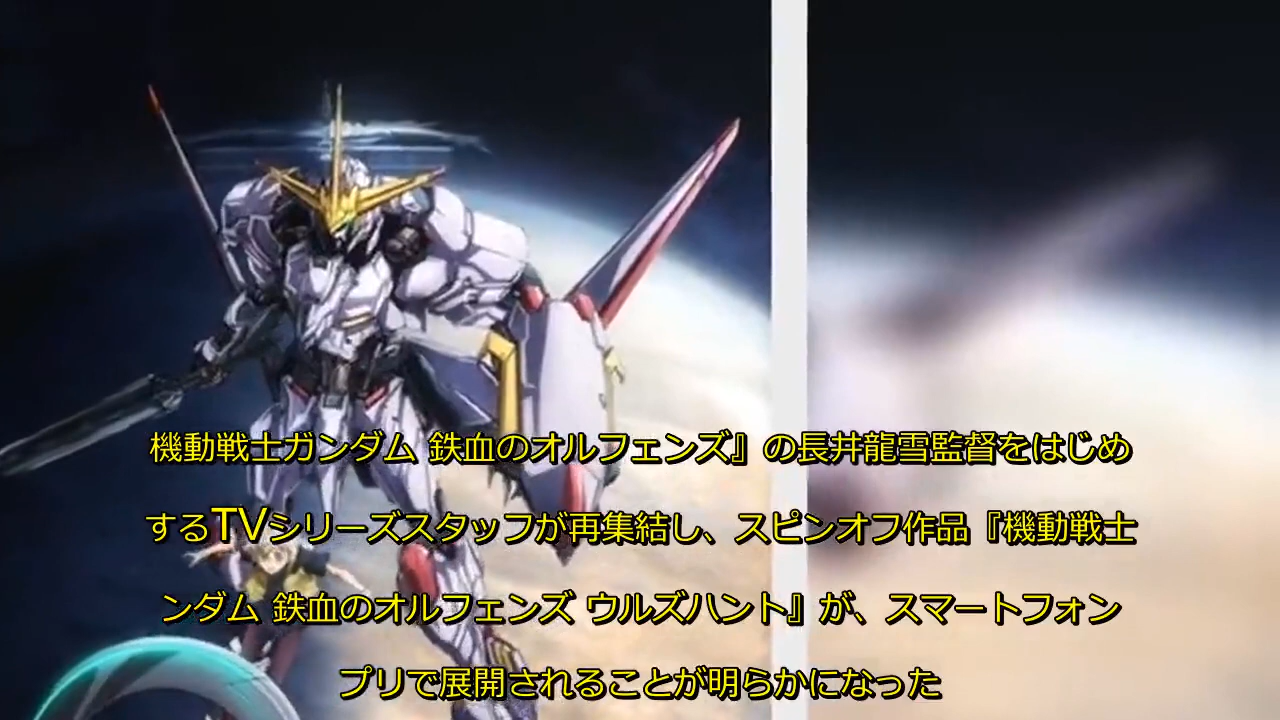 機動戦士ガンダム 鉄血のオルフェンズ』の長井龍雪監督をはじめ
するTVシリーズスタッフが再集結し、スピンオフ作品『機動戦士
ンダム 鉄血のオルフェンズ ウルズハント』が、スマートフォン
プリで展開されることが明らかになった